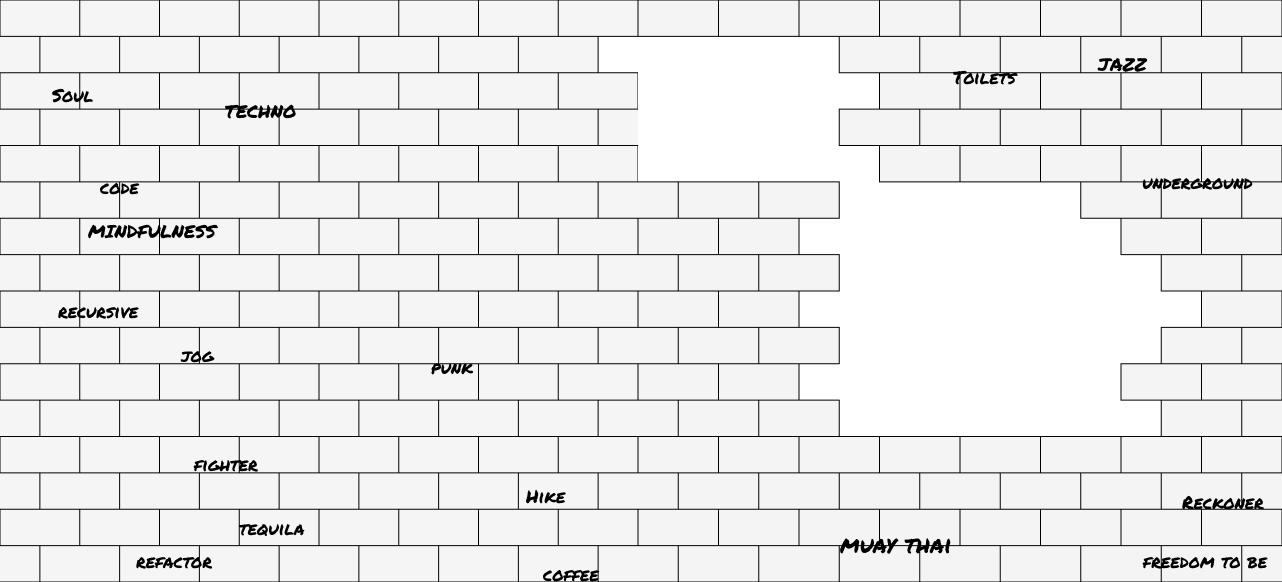 JAZZ
TOILETS
SOUL
TECHNO
UNDERGROUND
CODE
MINDFULNESS
RECURSIVE
JOG
PUNK
FIGHTER
HIKE
RECKONER
TEQUILA
MUAY THAI
REFACTOR
FREEDOM TO BE
COFFEE